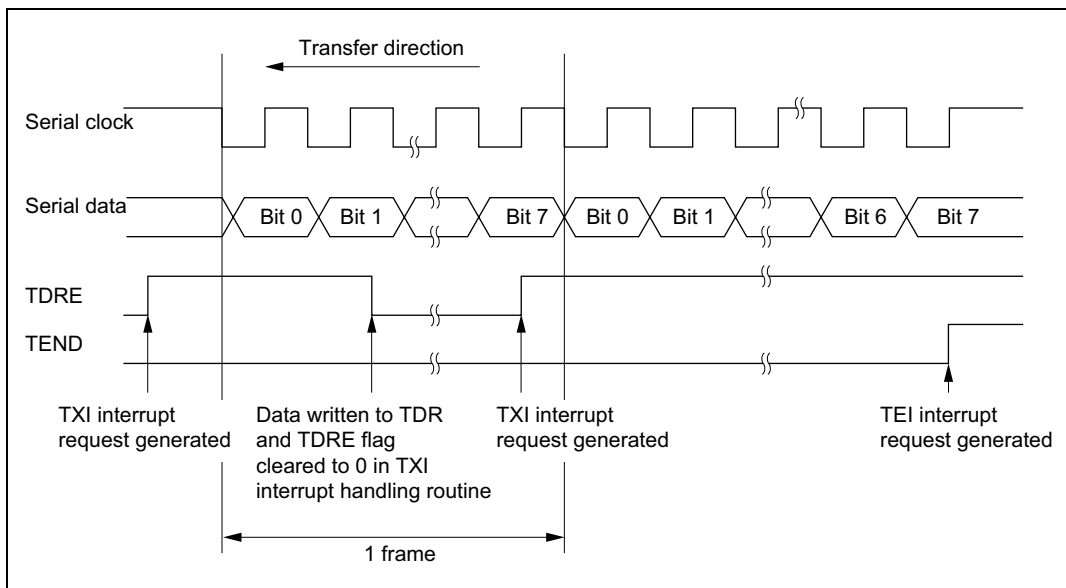 Transfer direction
Serial clock
Serial data
Bit 0
Bit 1
Bit 7
Bit 0
Bit 1
Bit 6
Bit 7
TDRE
TEND
TXI interrupt
request generated
Data written to TDR
and TDRE flag
cleared to 0 in TXI
interrupt handling routine
TXI interrupt
request generated
TEI interrupt
request generated
1 frame